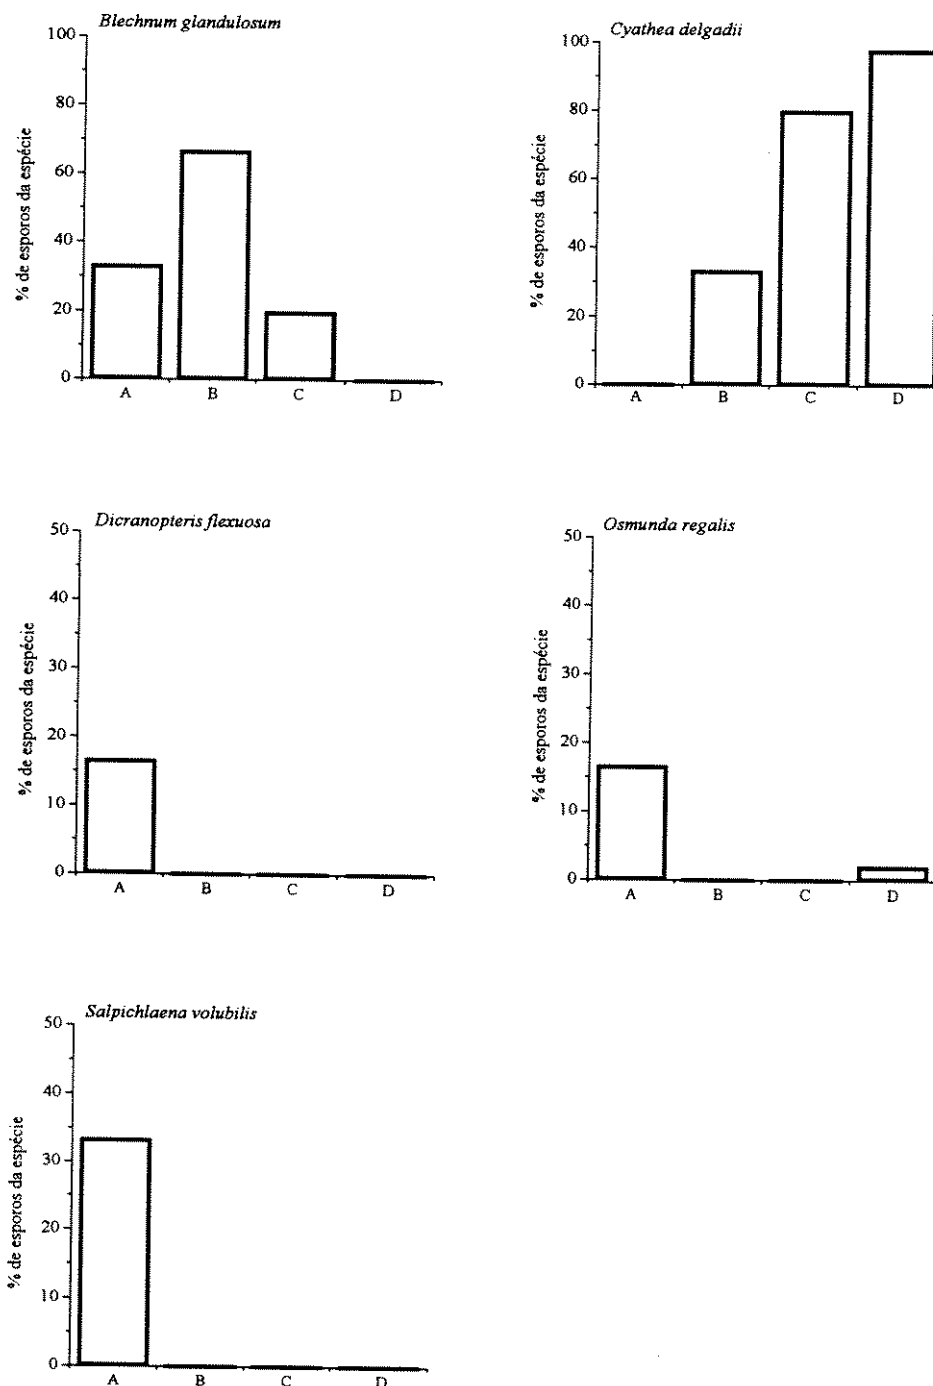 Blechnum glandulosum
% de esporos da espécie
100
80
60
40
20
0
A B C D
Cyathea delgadii
% de esporos da espécie
100
80
60
40
20
0
A B C D
Dicranopteris flexuosa
% de esporos da espécie
50
40
30
20
10
0
A B C D
Osmunda regalis
% de esporos da espécie
50
40
30
20
10
0
A B C D
Salpichlaena volubilis
% de esporos da espécie
50
40
30
20
10
0
A B C D